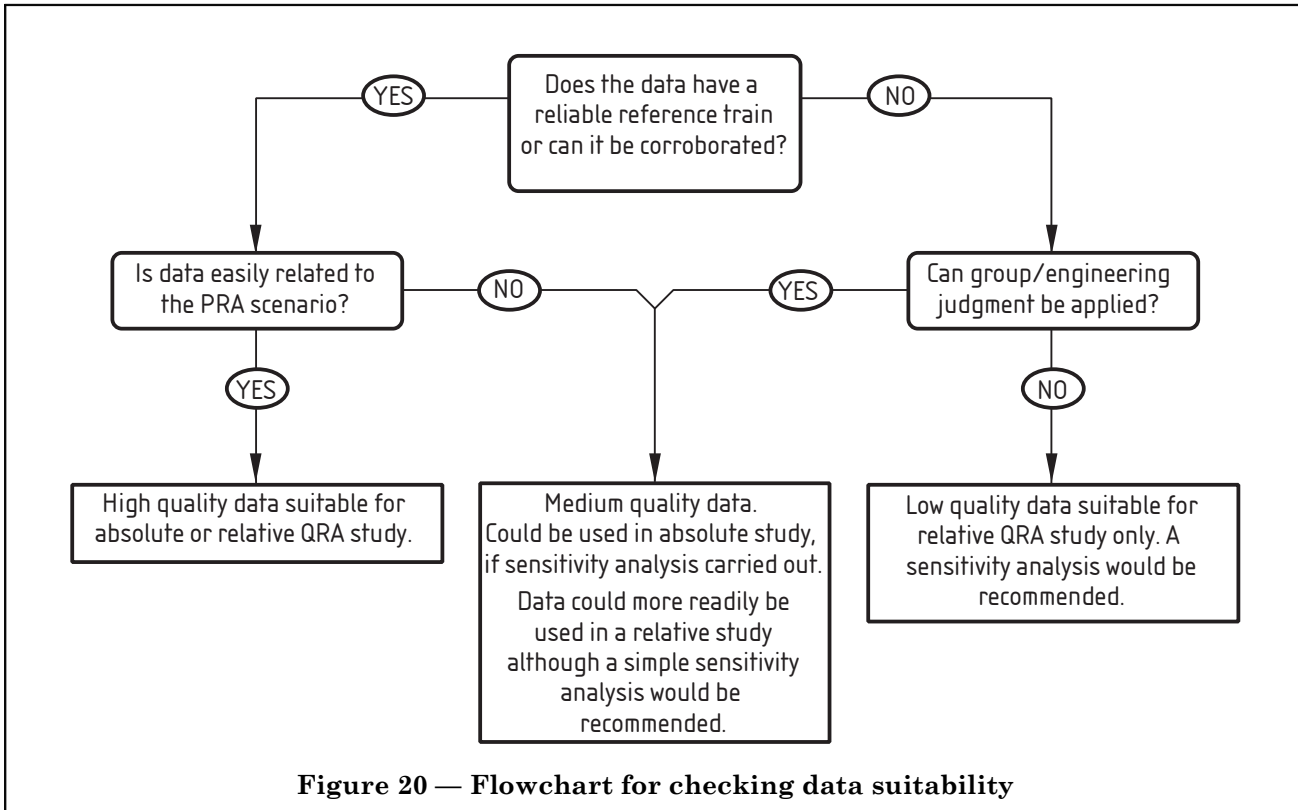 Does the data have a
reliable reference train
or can it be corroborated?
YES
NO
Is data easily related to
the PRA scenario?
NO
YES
Can group/engineering
judgment be applied?
YES
NO
High quality data suitable for
absolute or relative QRA study.
Medium quality data.
Could be used in absolute study,
if sensitivity analysis carried out.
Data could more readily be
used in a relative study
although a simple sensitivity
analysis would be
recommended.
Low quality data suitable for
relative QRA study only. A
sensitivity analysis would be
recommended.
Figure 20 — Flowchart for checking data suitability